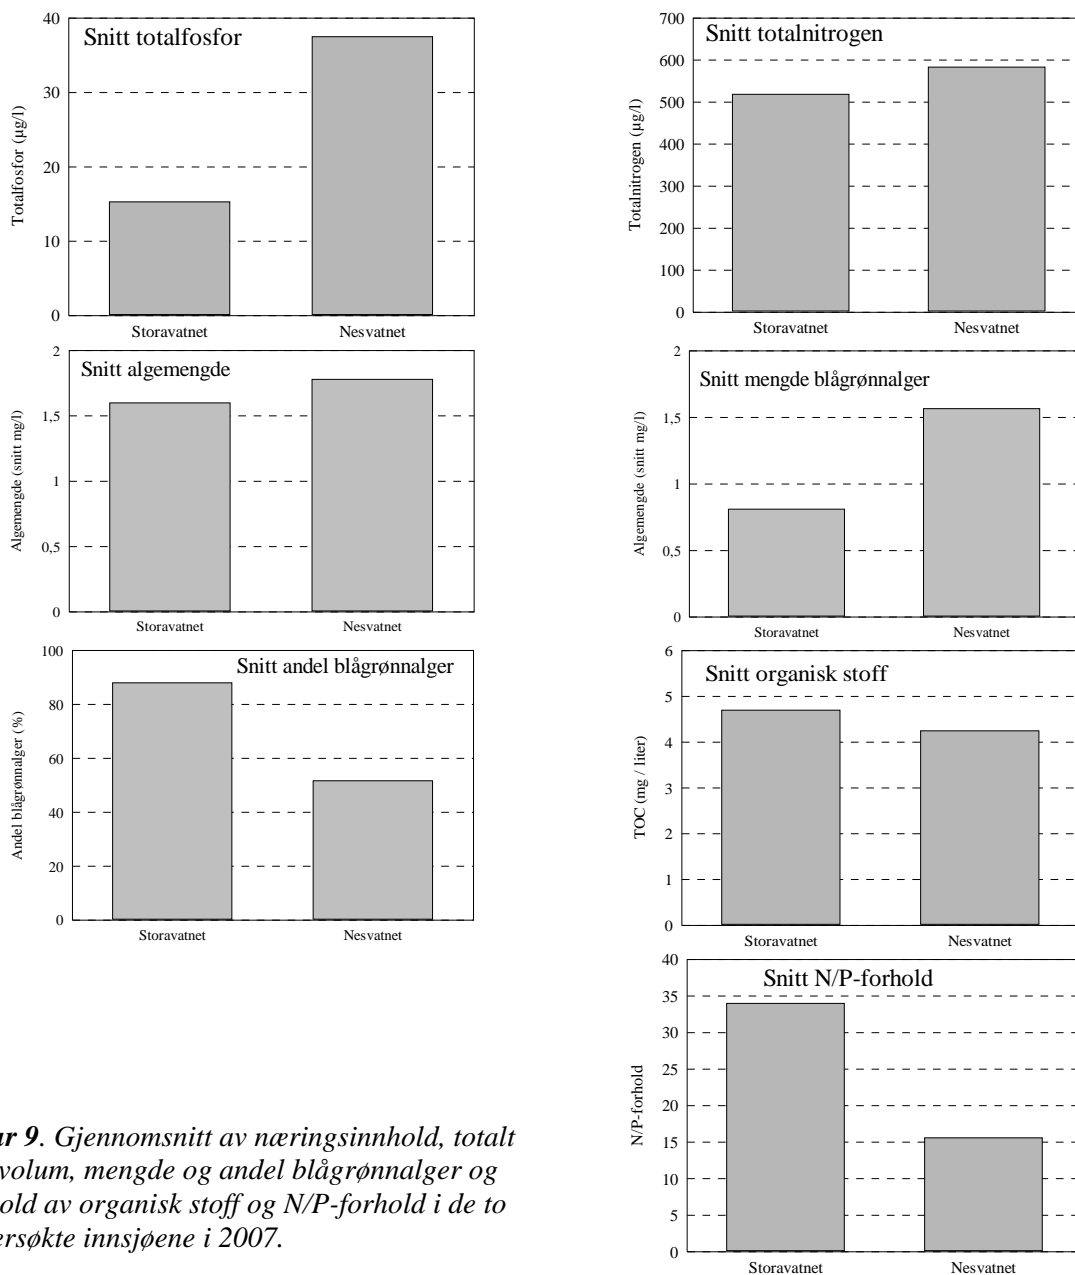 Snitt totalfosfor
Totalfosfor (µg/l)
40
30
20
10
0
Storavatnet Nesvatnet
Snitt totalnitrogen
Totalnitrogen (µg/l)
700
600
500
400
300
200
100
0
Storavatnet Nesvatnet
Snitt algemengde
Algemengde (snitt mg/l)
2
1,5
1
0,5
0
Storavatnet Nesvatnet
Snitt mengde blågrønnalger
Algemengde (snitt mg/l)
2
1,5
1
0,5
0
Storavatnet Nesvatnet
Snitt andel blågrønnalger
Andel blågrønnalger (%)
100
80
60
40
20
0
Storavatnet Nesvatnet
Snitt organisk stoff
TOC (mg / liter)
6
5
4
3
2
1
0
Storavatnet Nesvatnet
Snitt N/P-forhold
N/P-forhold
40
35
30
25
20
15
10
5
0
Storavatnet Nesvatnet
ur 9. Gjennomsnitt av næringsinnhold, totalt
volum, mengde og andel blågrønnalger og
old av organisk stoff og N/P-forhold i de to
ersøkte innsjøene i 2007.